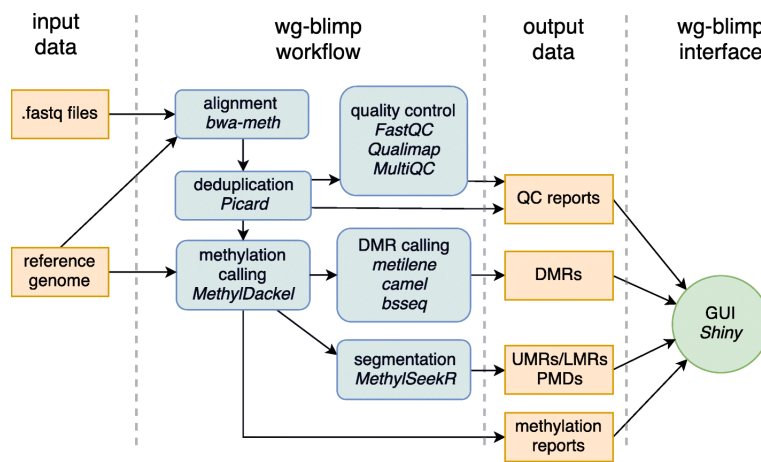 input
data
wg-blimp
workflow
output
data
wg-blimp
interface
.fastq files
alignment
bwa-meth
quality control
FastQC
Qualimap
MultiQC
deduplication
Picard
QC reports
reference
genome
methylation
calling
MethylDackel
DMR calling
metilene
camel
bsseq
DMRs
GUI
Shiny
segmentation
MethylSeekR
UMRs/LMRs
PMDs
methylation
reports